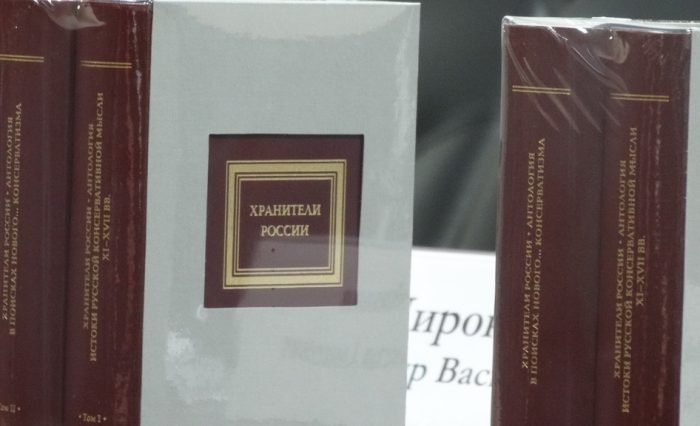 ХРАНИТЕЛИ РОССИИ • АНТОЛОГИЯ
В ПОИСКАХ НОВОГО... КОНСЕРВАТИЗМА
Том II •
ХРАНИТЕЛИ РОССИИ • АНТОЛОГИЯ
ИСТОКИ РУССКОЙ КОНСЕРВАТИВНОЙ МЫСЛИ
XI–XVII ВВ.
• Том I •
ХРАНИТЕЛИ
РОССИИ
Вас
ХРАНИТЕЛИ РОССИИ • АНТОЛОГИЯ
В ПОИСКАХ НОВОГО... КОНСЕРВАТИЗМА
ХРАНИТЕЛИ РОССИИ • АНТОЛОГИЯ
ИСТОКИ РУССКОЙ КОНСЕРВАТИВНОЙ МЫСЛИ
XI–XVII ВВ.